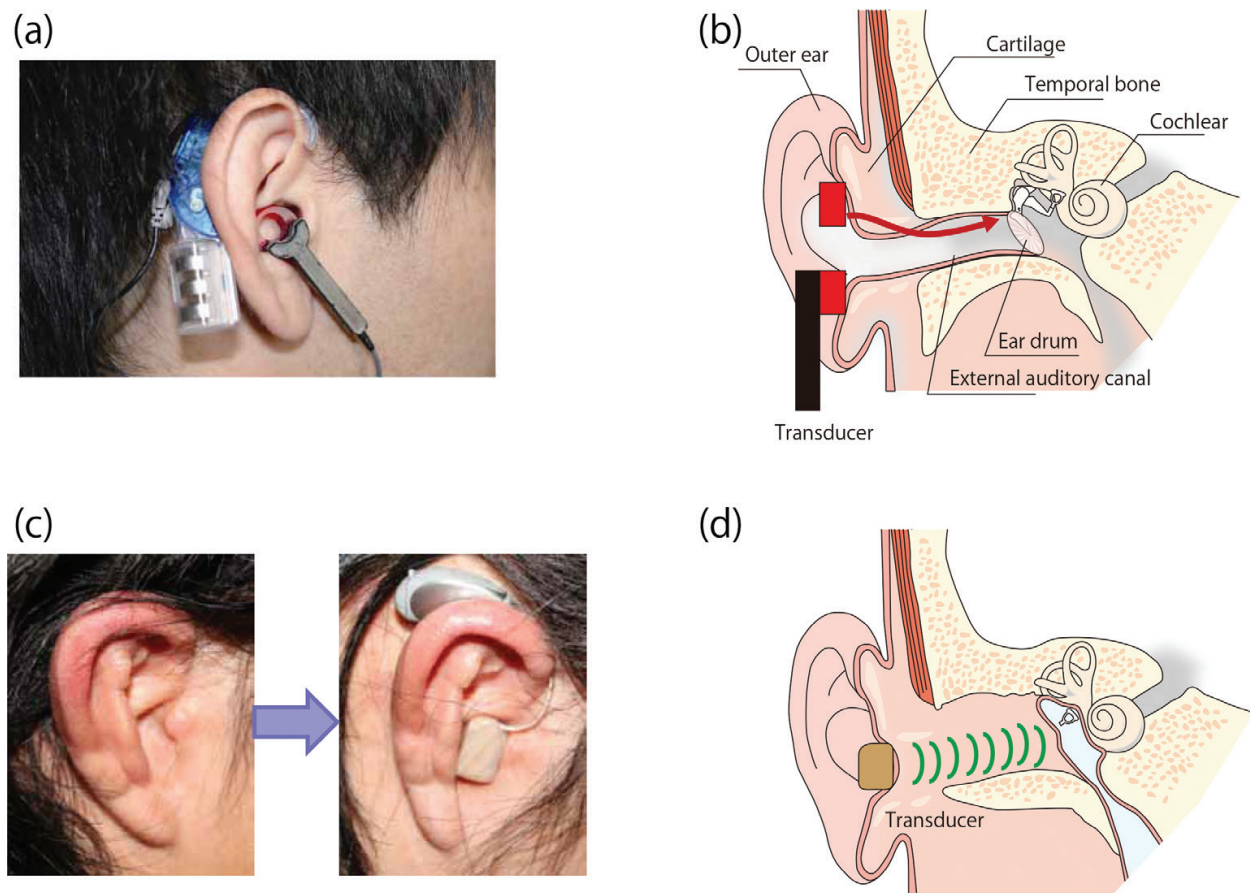 (a)
(b)
Outer ear
Cartilage
Temporal bone
Cochlear
Ear drum
External auditory canal
Transducer
(c)
(d)
Transducer